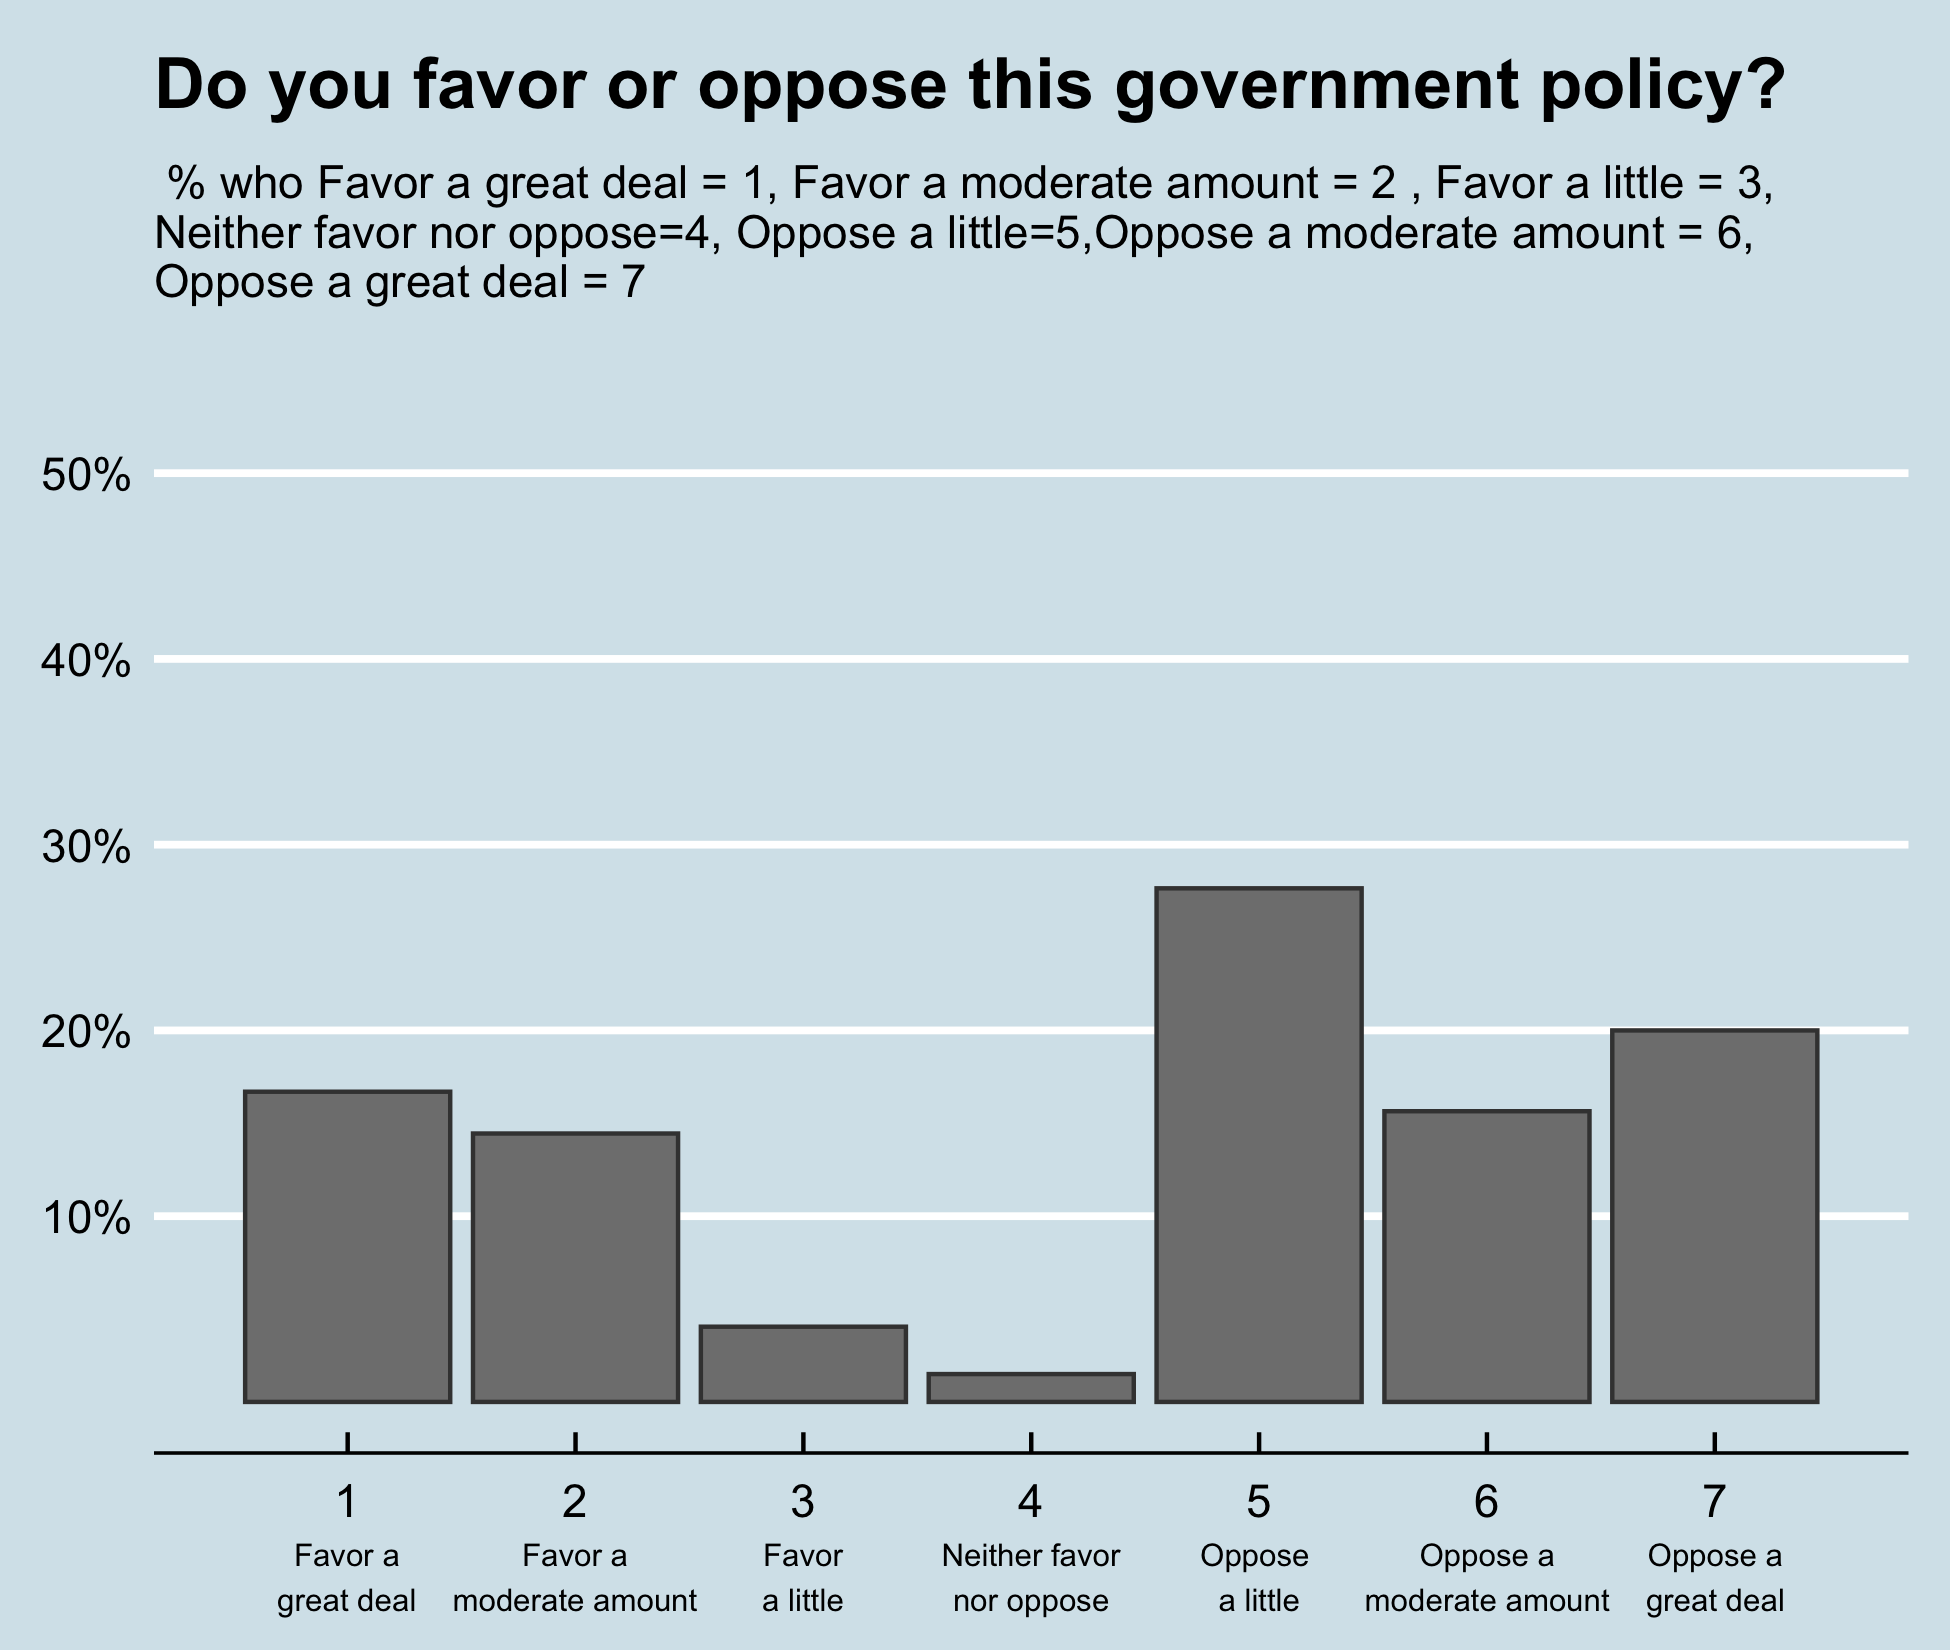 Do you favor or oppose this government policy?
% who Favor a great deal = 1, Favor a moderate amount = 2 , Favor a little = 3,
Neither favor nor oppose=4, Oppose a little=5,Oppose a moderate amount = 6,
Oppose a great deal = 7
50%
40%
30%
20%
10%
1 2 3 4 5 6 7
Favor a Favor a Favor Neither favor Oppose Oppose a Oppose a
great deal moderate amount a little nor oppose a little moderate amount great deal